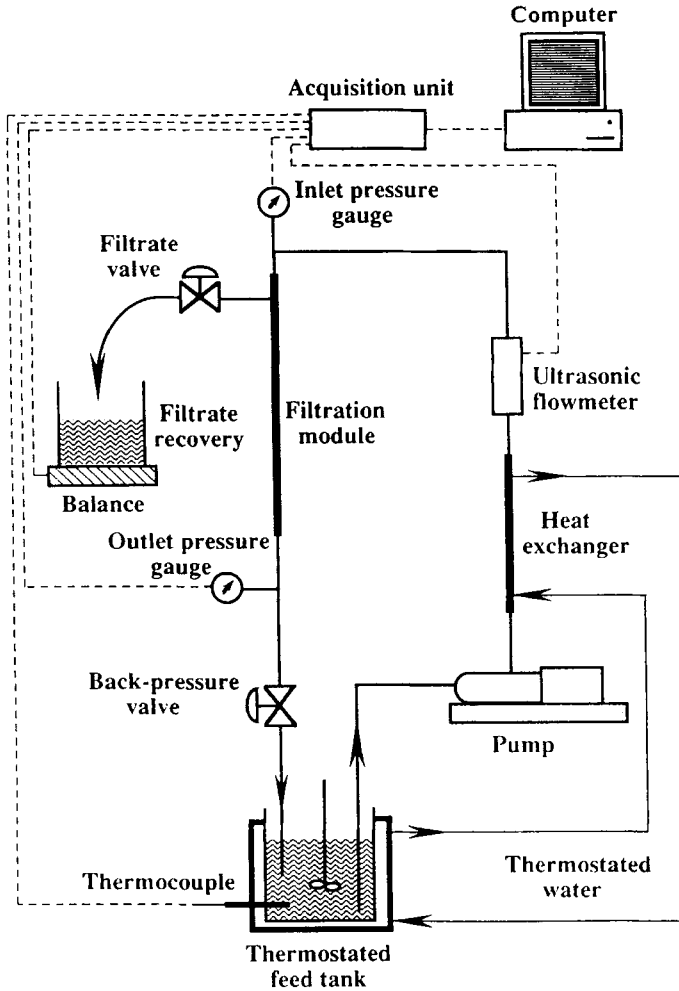 Computer
Acquisition unit
Inlet pressure
gauge
Filtrate
valve
Ultrasonic
flowmeter
Filtrate
recovery
Filtration
module
Balance
Heat
exchanger
Outlet pressure
gauge
Back-pressure
valve
Pump
Thermostated
water
Thermocouple
Thermostated
feed tank